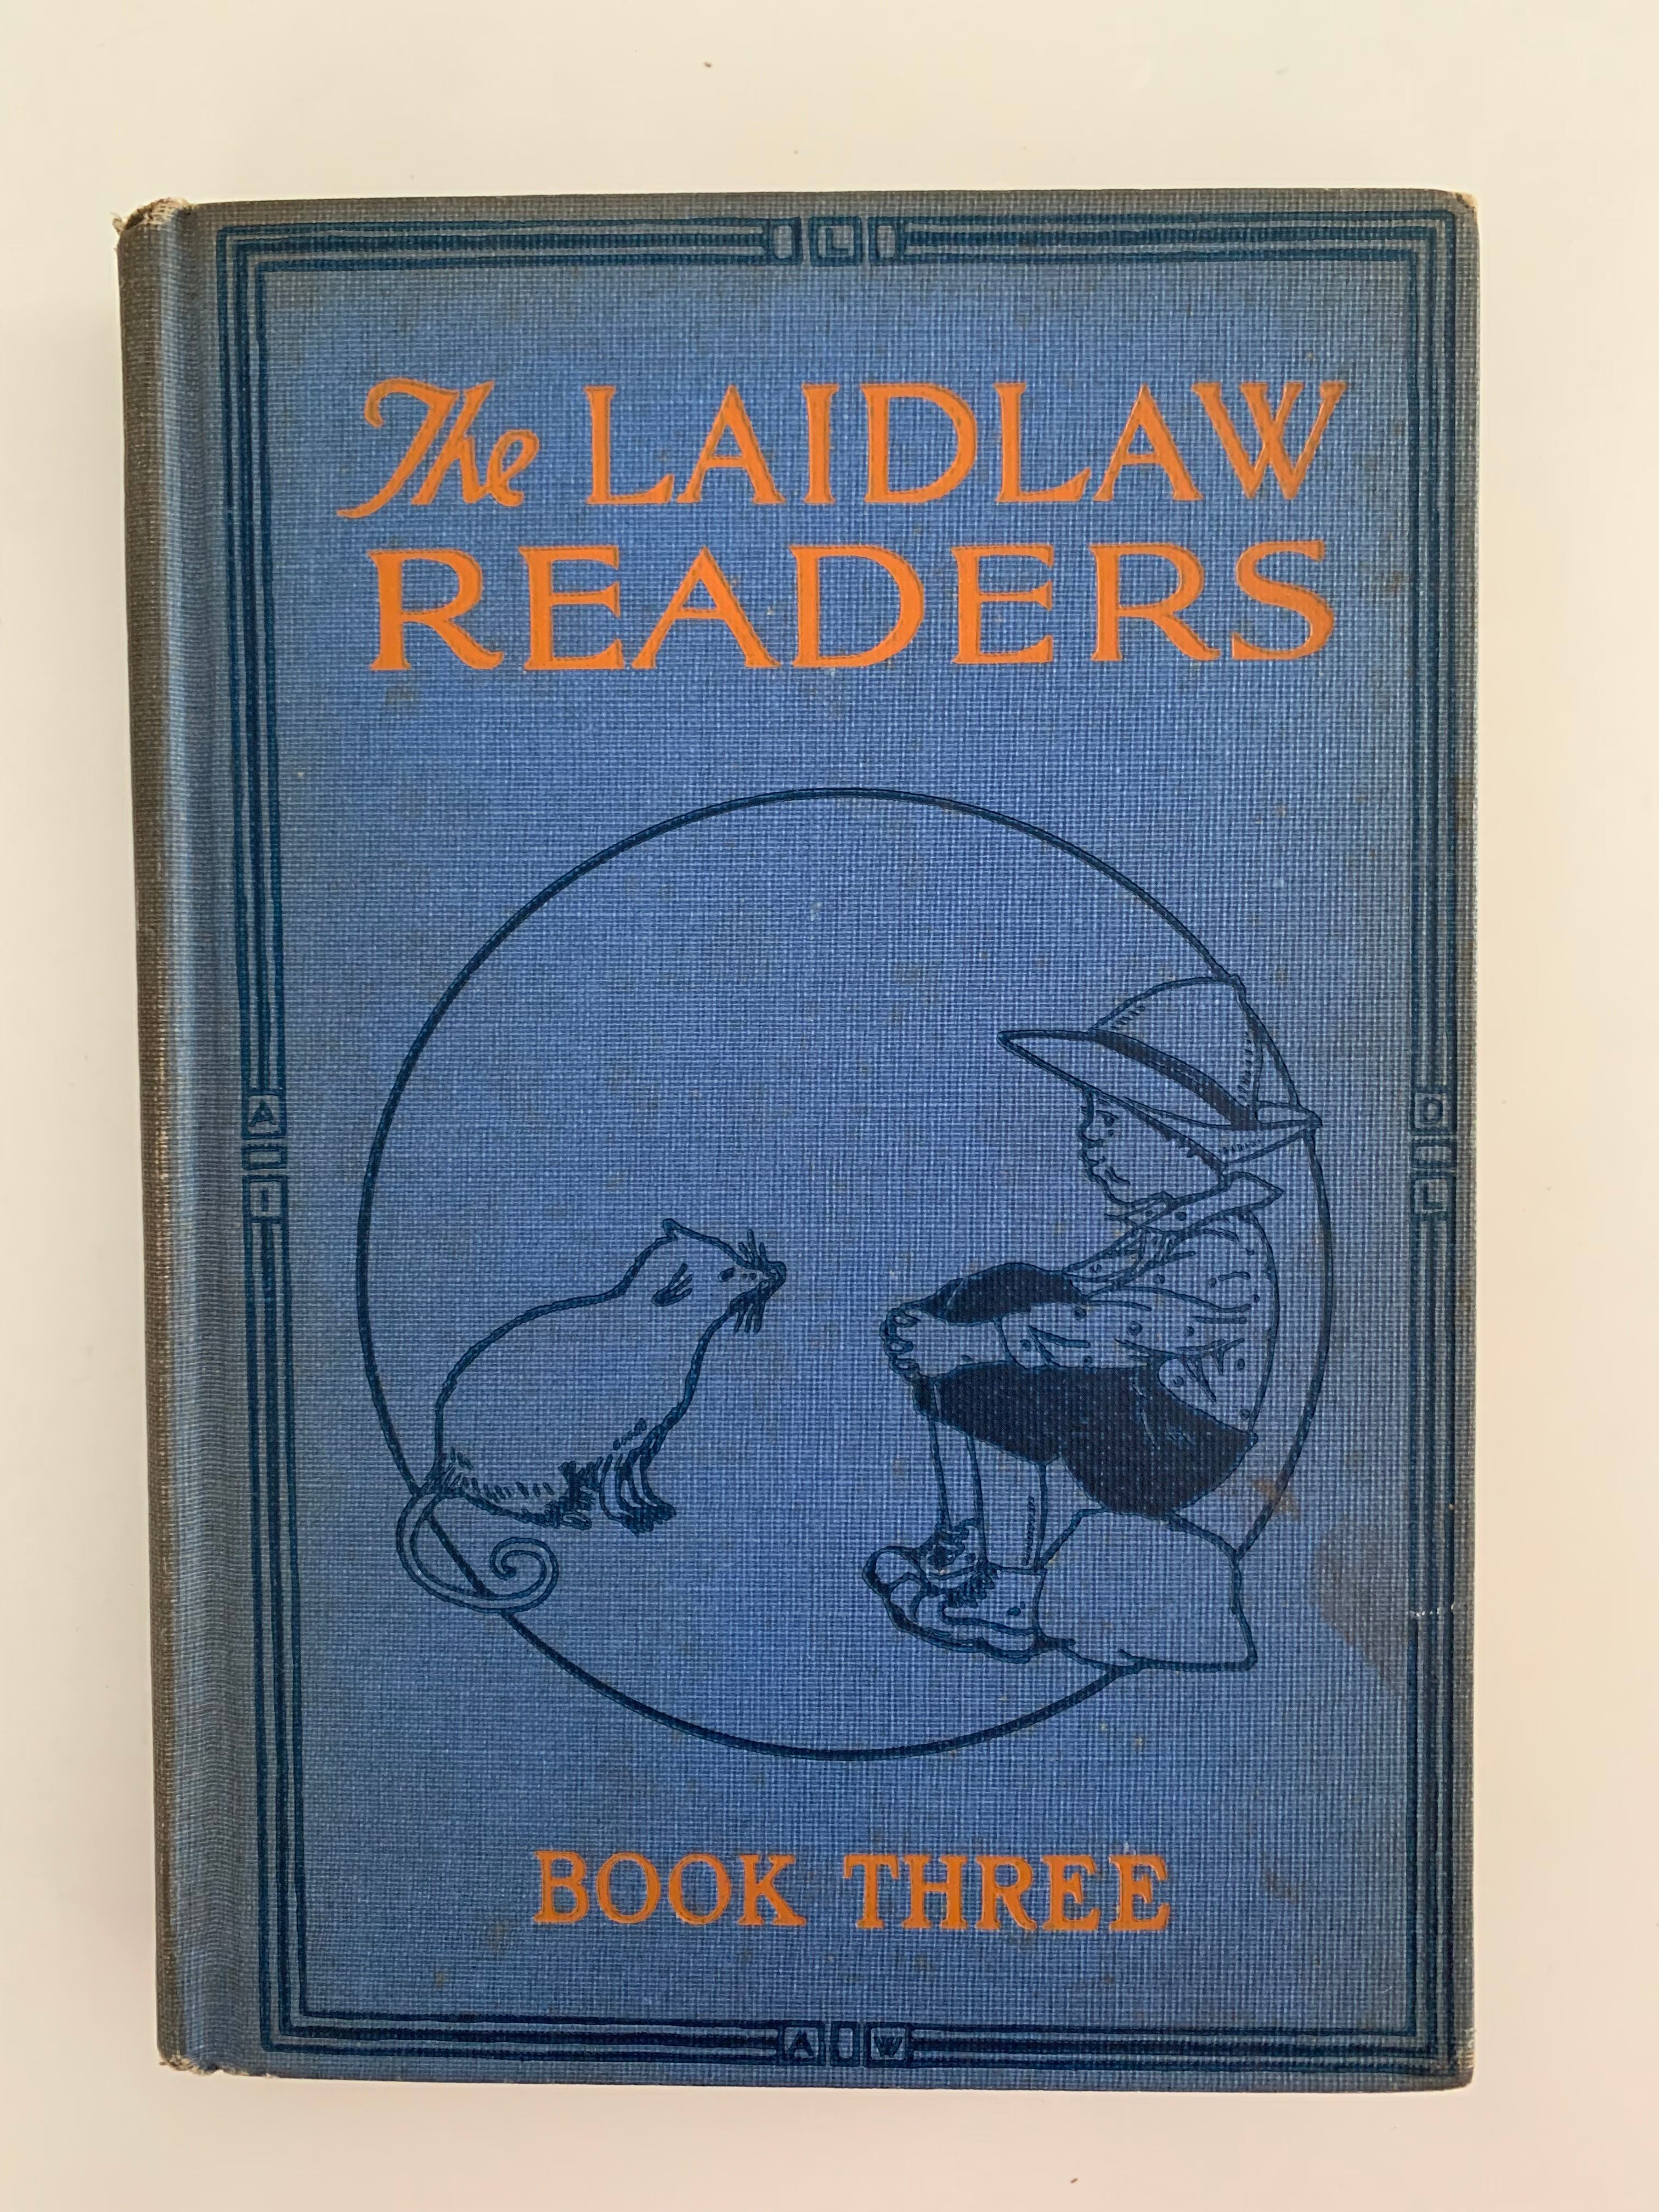 L
The LAIDLAW
READERS
A I
D L
BOOK THREE
A W